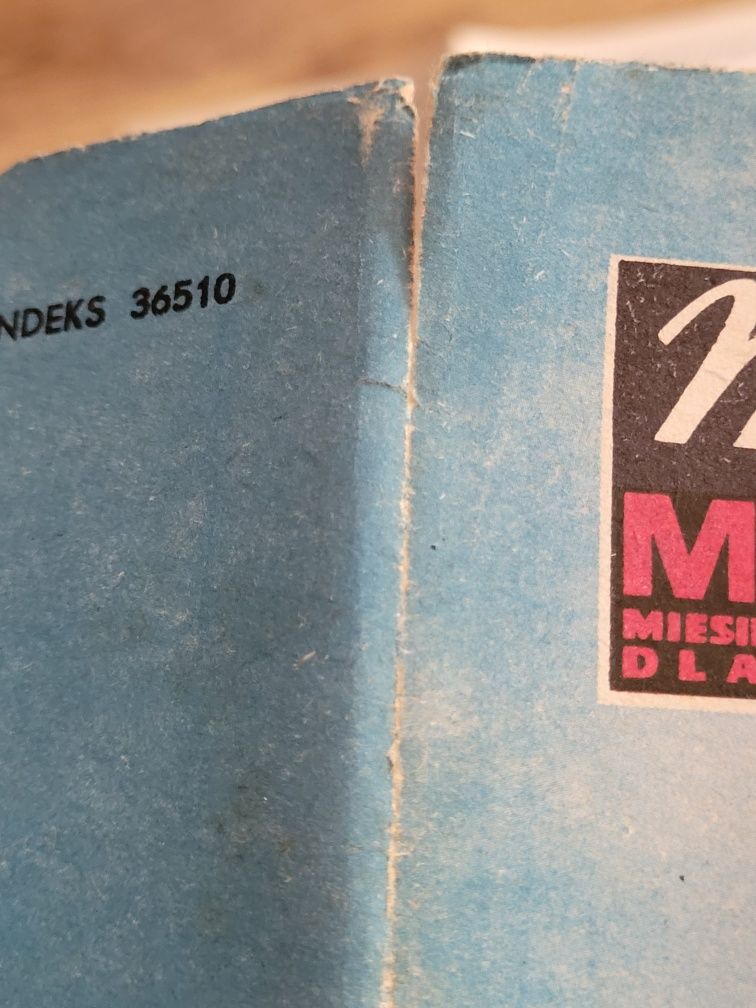 NDEKS 36510
M
MIESI
DLA